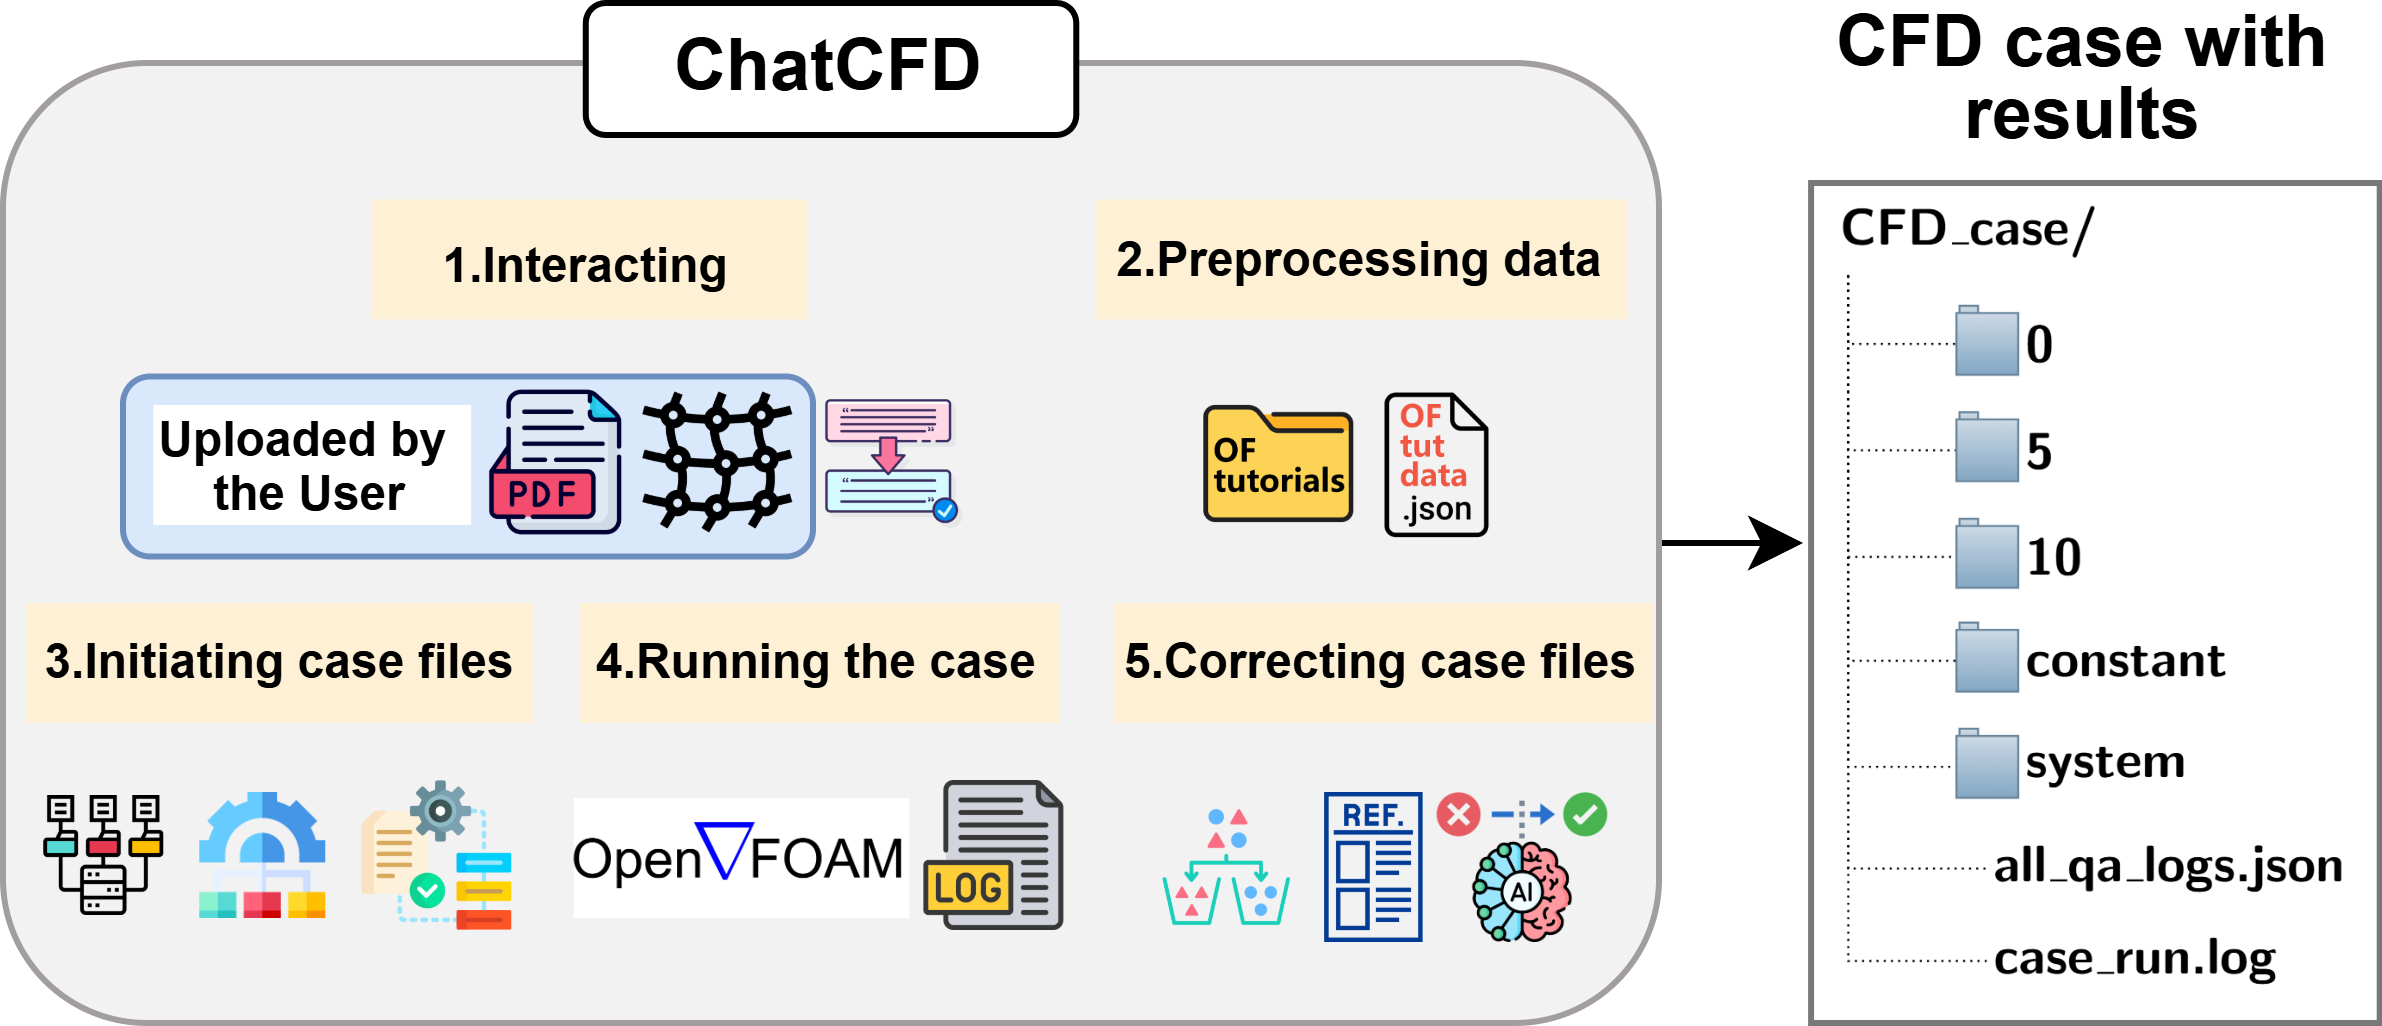 ChatCFD
1.Interacting
2.Preprocessing data
Uploaded by
the User
PDF
OF
tutorials
OF
tut
data
.json
3.Initiating case files
4.Running the case
5.Correcting case files
Open▽FOAM
LOG
REF.
AI
CFD case with
results
CFD_case/
0
5
10
constant
system
all_qa_logs.json
case_run.log